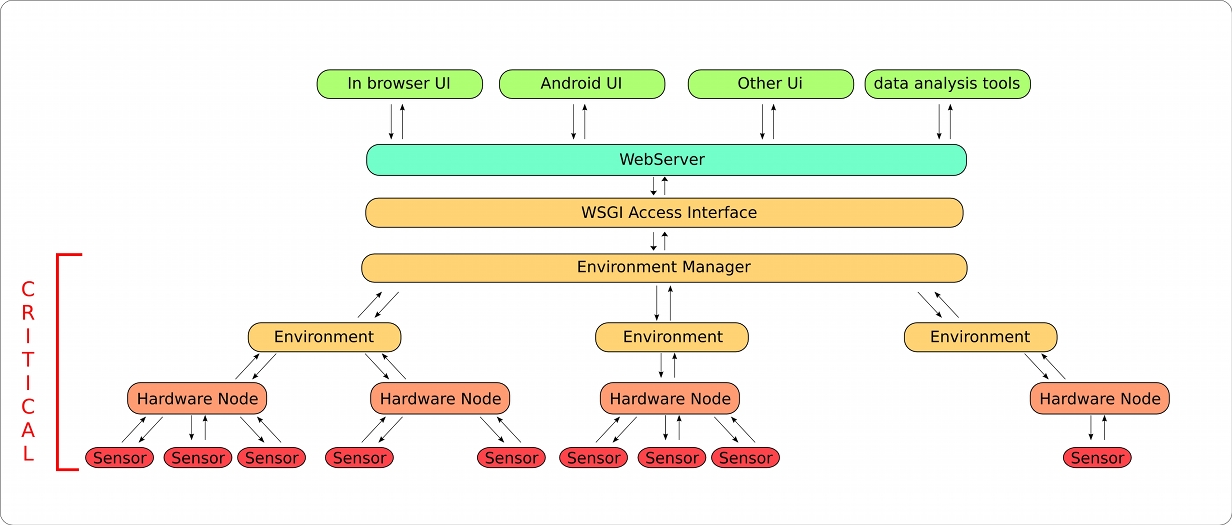 In browser UI
Android UI
Other Ui
data analysis tools
WebServer
WSGI Access Interface
Environment Manager
CRITICAL
Environment
Environment
Environment
Hardware Node
Hardware Node
Hardware Node
Hardware Node
Sensor
Sensor
Sensor
Sensor
Sensor
Sensor
Sensor
Sensor
Sensor